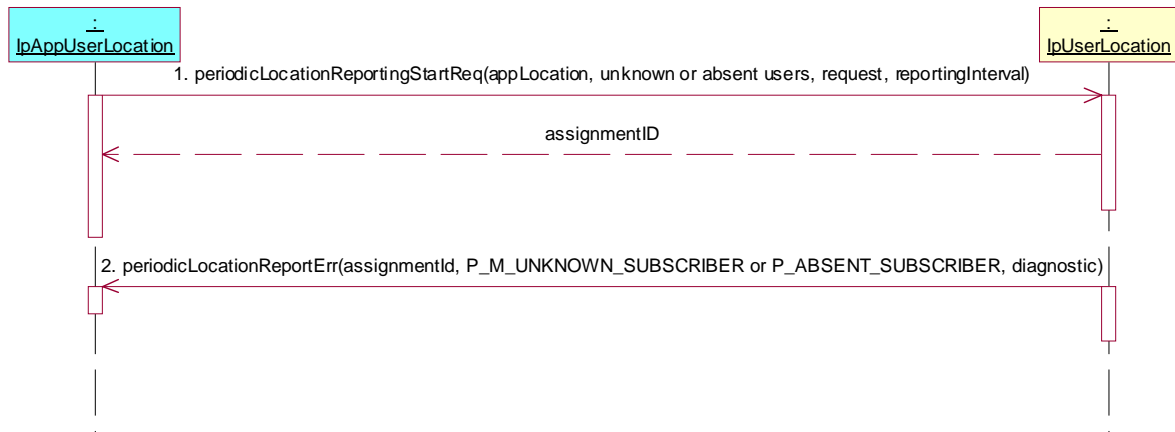 :
IpAppUserLocation
:
IpUserLocation
1. periodicLocationReportingStartReq(appLocation, unknown or absent users, request, reportingInterval)
assignmentID
2. periodicLocationReportErr(assignmentId, P_M_UNKNOWN_SUBSCRIBER or P_ABSENT_SUBSCRIBER, diagnostic)